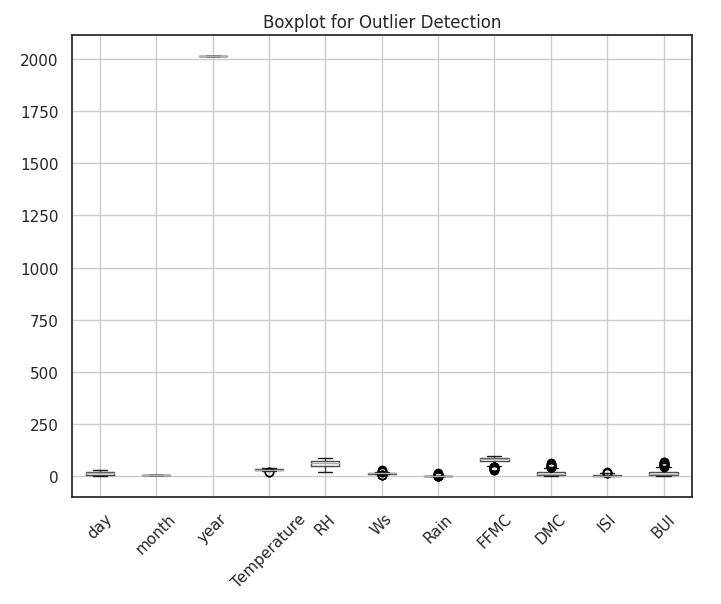 Boxplot for Outlier Detection
2000
1750
1500
1250
1000
750
500
250
0
day
month
year
Temperature
RH
Ws
Rain
FFMC
DMC
ISI
BUI